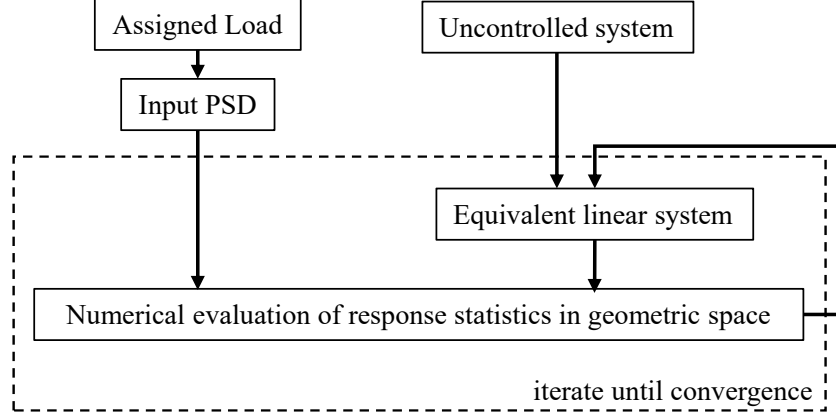 Assigned Load
Uncontrolled system
Input PSD
Equivalent linear system
Numerical evaluation of response statistics in geometric space
iterate until convergence